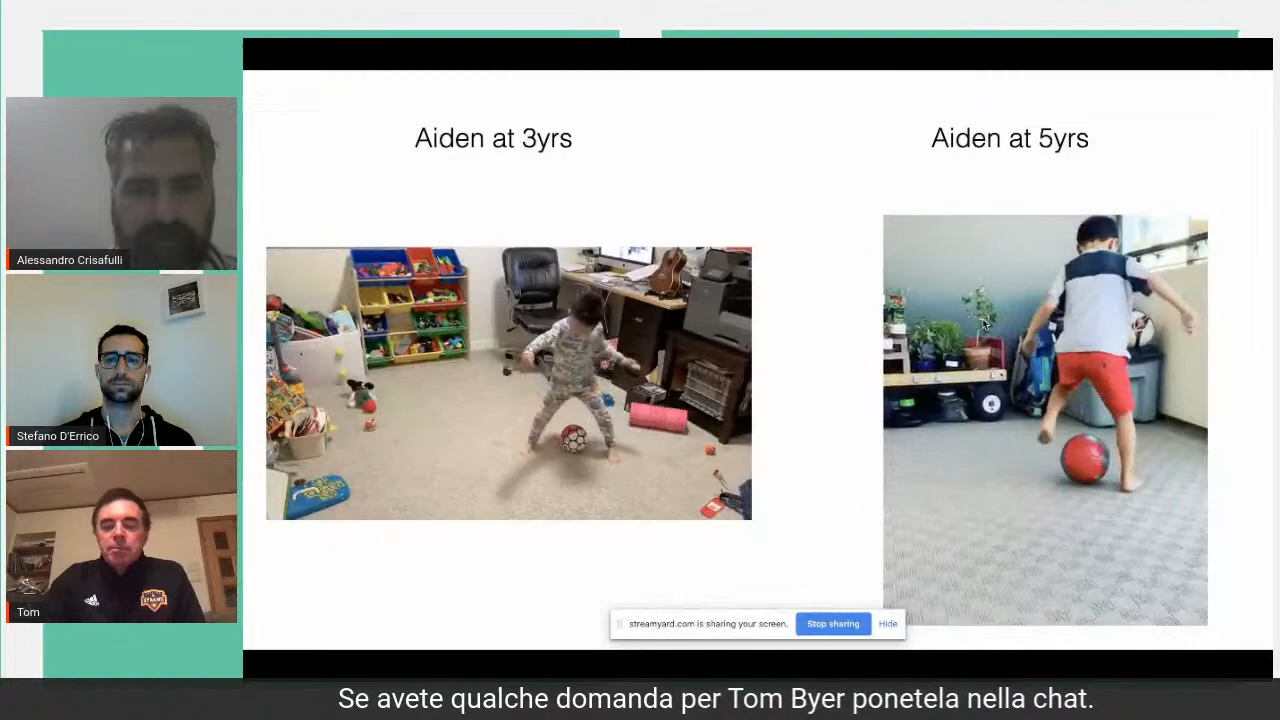 Aiden at 3yrs
Aiden at 5yrs
Alessandro Crisafulli
Stefano D'Errico
Tom
streamyard.com is sharing your screen.
Stop sharing
Hide
Se avete qualche domanda per Tom Byer ponetela nella chat.